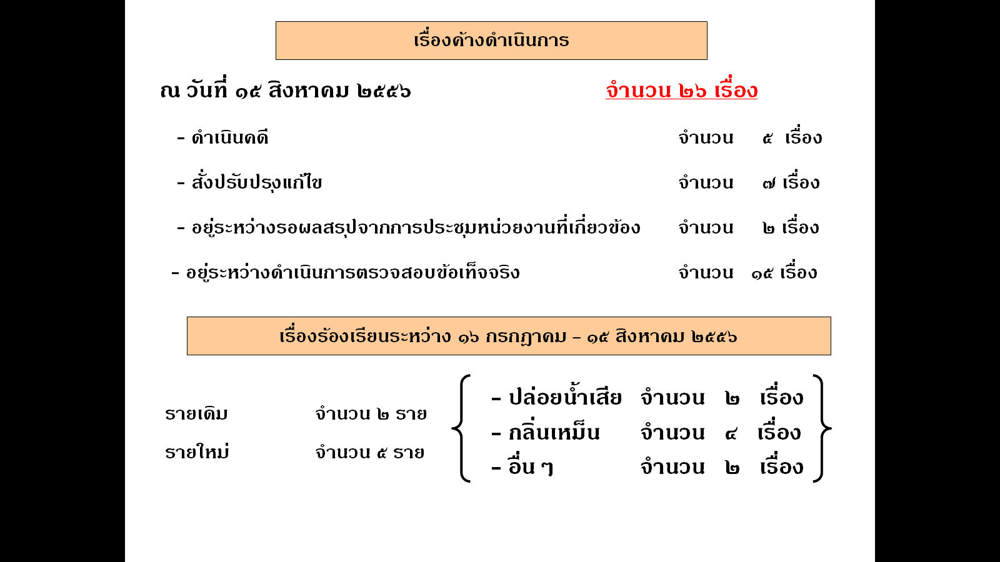 เรื่องค้างดำเนินการ
ณ วันที่ ๑๕ สิงหาคม ๒๕๕๖ จำนวน ๒๖ เรื่อง
- ดำเนินคดี จำนวน ๕ เรื่อง
- สั่งปรับปรุงแก้ไข จำนวน ๗ เรื่อง
- อยู่ระหว่างรอผลสรุปจากการประชุมหน่วยงานที่เกี่ยวข้อง จำนวน ๒ เรื่อง
- อยู่ระหว่างดำเนินการตรวจสอบข้อเท็จจริง จำนวน ๑๕ เรื่อง
เรื่องร้องเรียนระหว่าง ๑๖ กรกฎาคม – ๑๕ สิงหาคม ๒๕๕๖
รายเดิม จำนวน ๒ ราย
รายใหม่ จำนวน ๕ ราย
- ปล่อยน้ำเสีย จำนวน ๒ เรื่อง
- กลิ่นเหม็น จำนวน ๔ เรื่อง
- อื่น ๆ จำนวน ๒ เรื่อง